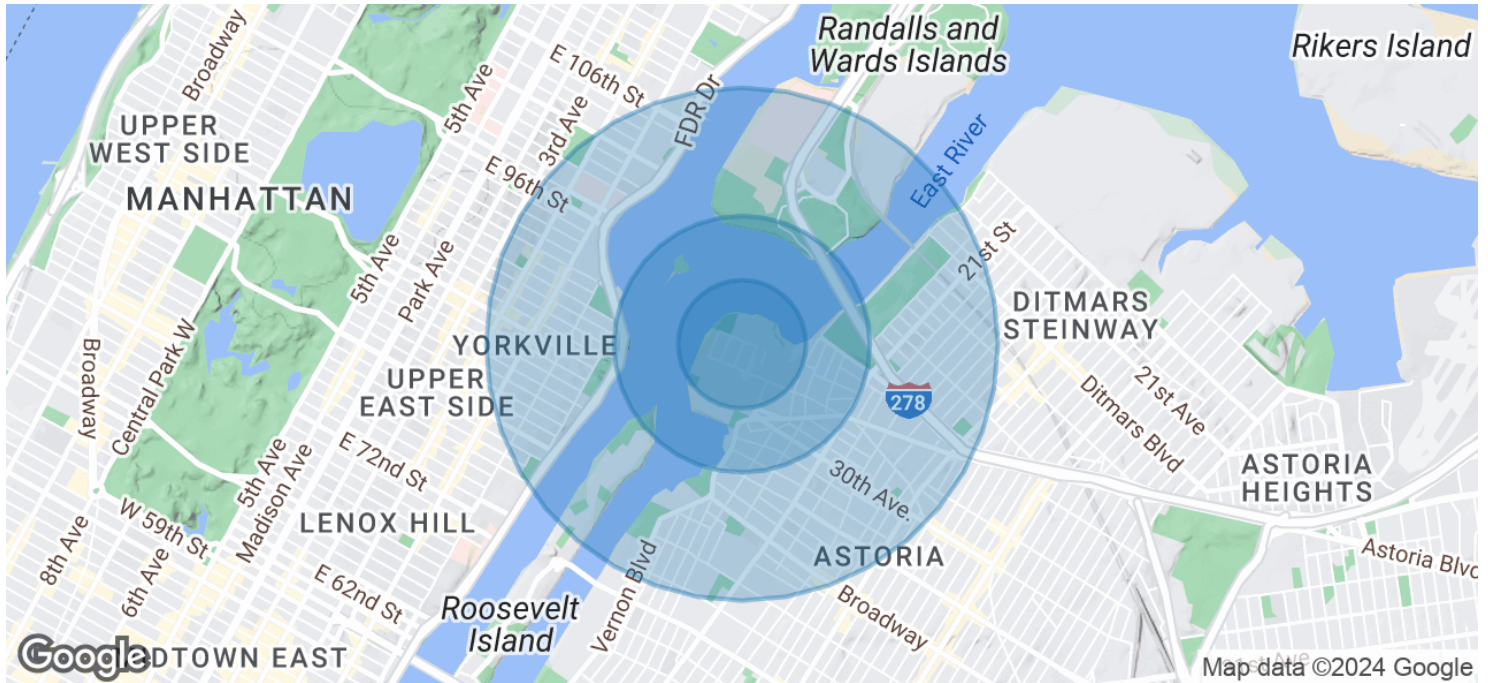 Randalls and
Wards Islands
Rikers Island
Broadway
5th Ave
E 106th St
3rd Ave
FDR Dr
UPPER
WEST SIDE
MANHATTAN
E 96th St
East River
5th Ave
Park Ave
21st St
DITMARS
STEINWAY
YORKVILLE
UPPER
EAST SIDE
Broadway
Central Park W
278
21st Ave
Ditmars Blvd
E 72nd St
5th Ave
Madison Ave
30th Ave.
ASTORIA
HEIGHTS
LENOX HILL
W 59th St
8th Ave
6th Ave
E 62nd St
ASTORIA
Astoria Blvd
Vernon Blvd
Broadway
Roosevelt
Island
Google
DTOWN EAST
Map data ©2024 Google